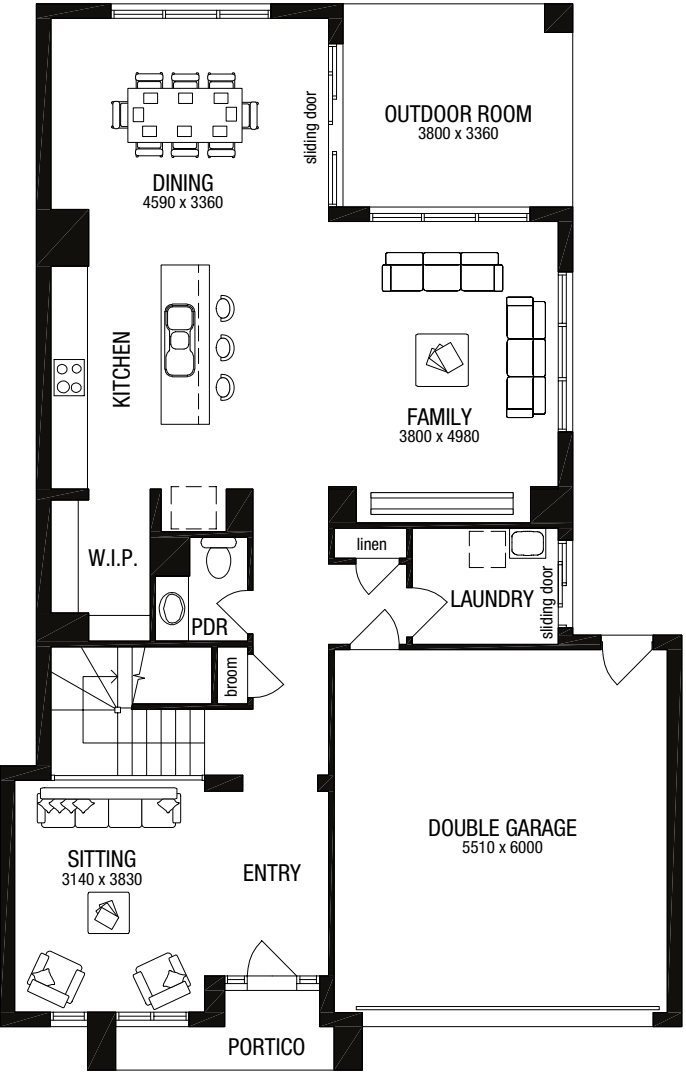 sliding door
OUTDOOR ROOM
3800 x 3360
DINING
4590 x 3360
KITCHEN
FAMILY
3800 x 4980
W.I.P.
linen
LAUNDRY
sliding door
PDR
broom
DOUBLE GARAGE
5510 x 6000
SITTING
3140 x 3830
ENTRY
PORTICO